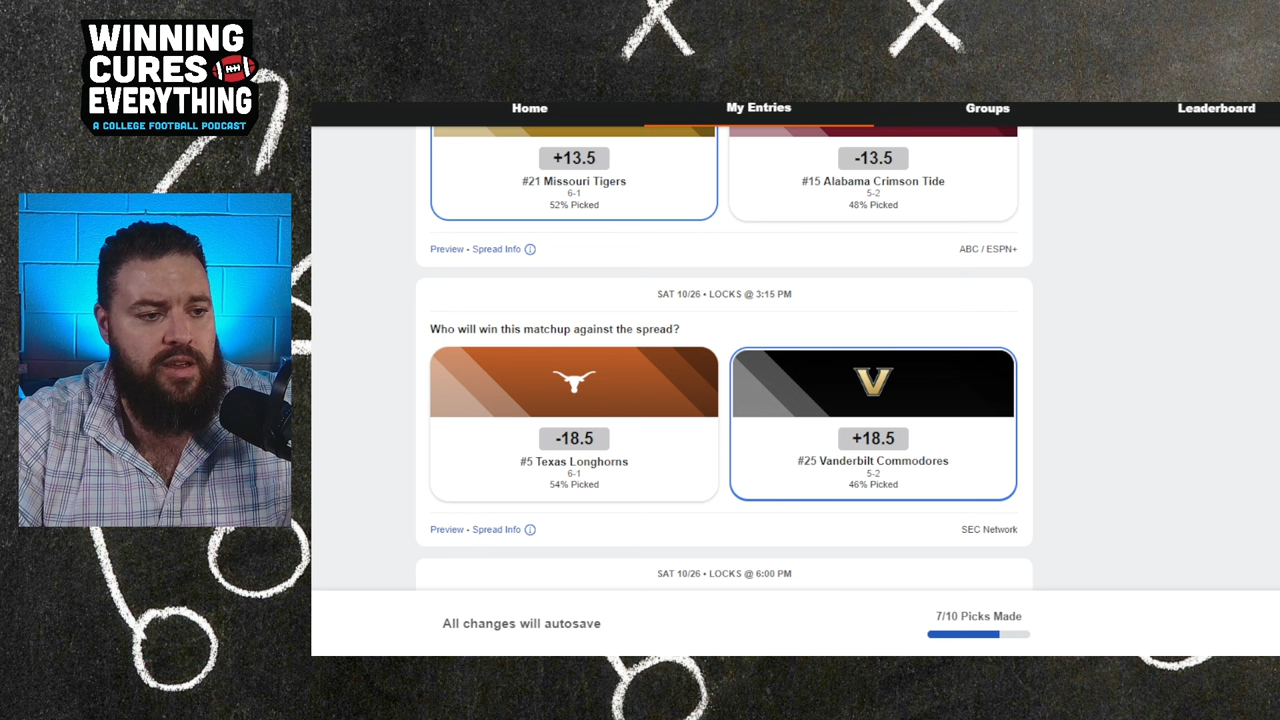 WINNING
CURES
EVERYTHING
A COLLEGE FOOTBALL PODCAST
Home My Entries Groups Leaderboard
+13.5 -13.5
#21 Missouri Tigers #15 Alabama Crimson Tide
6-1 5-2
52% Picked 48% Picked
Preview • Spread Info ABC / ESPN+
SAT 10/26 • LOCKS @ 3:15 PM
Who will win this matchup against the spread?
V
-18.5 +18.5
#5 Texas Longhorns #25 Vanderbilt Commodores
6-1 5-2
54% Picked 46% Picked
Preview • Spread Info SEC Network
SAT 10/26 • LOCKS @ 6:00 PM
All changes will autosave 7/10 Picks Made